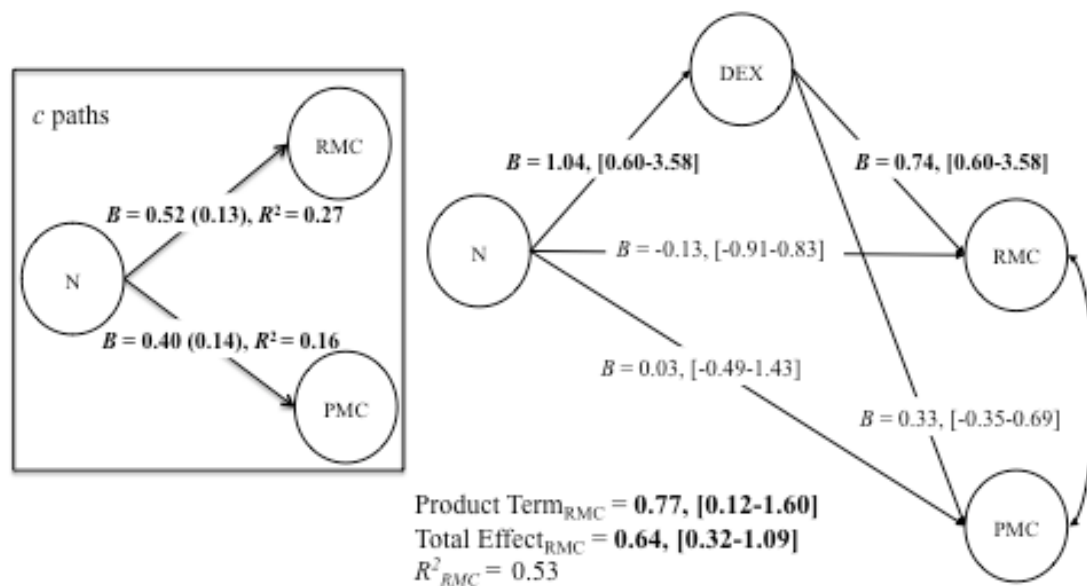 c paths
RMC
B = 0.52 (0.13), R² = 0.27
N
B = 0.40 (0.14), R² = 0.16
PMC
DEX
B = 1.04, [0.60-3.58]
B = 0.74, [0.60-3.58]
N
B = -0.13, [-0.91-0.83]
RMC
B = 0.03, [-0.49-1.43]
B = 0.33, [-0.35-0.69]
PMC
Product Term_RMC = 0.77, [0.12-1.60]
Total Effect_RMC = 0.64, [0.32-1.09]
R²_RMC = 0.53